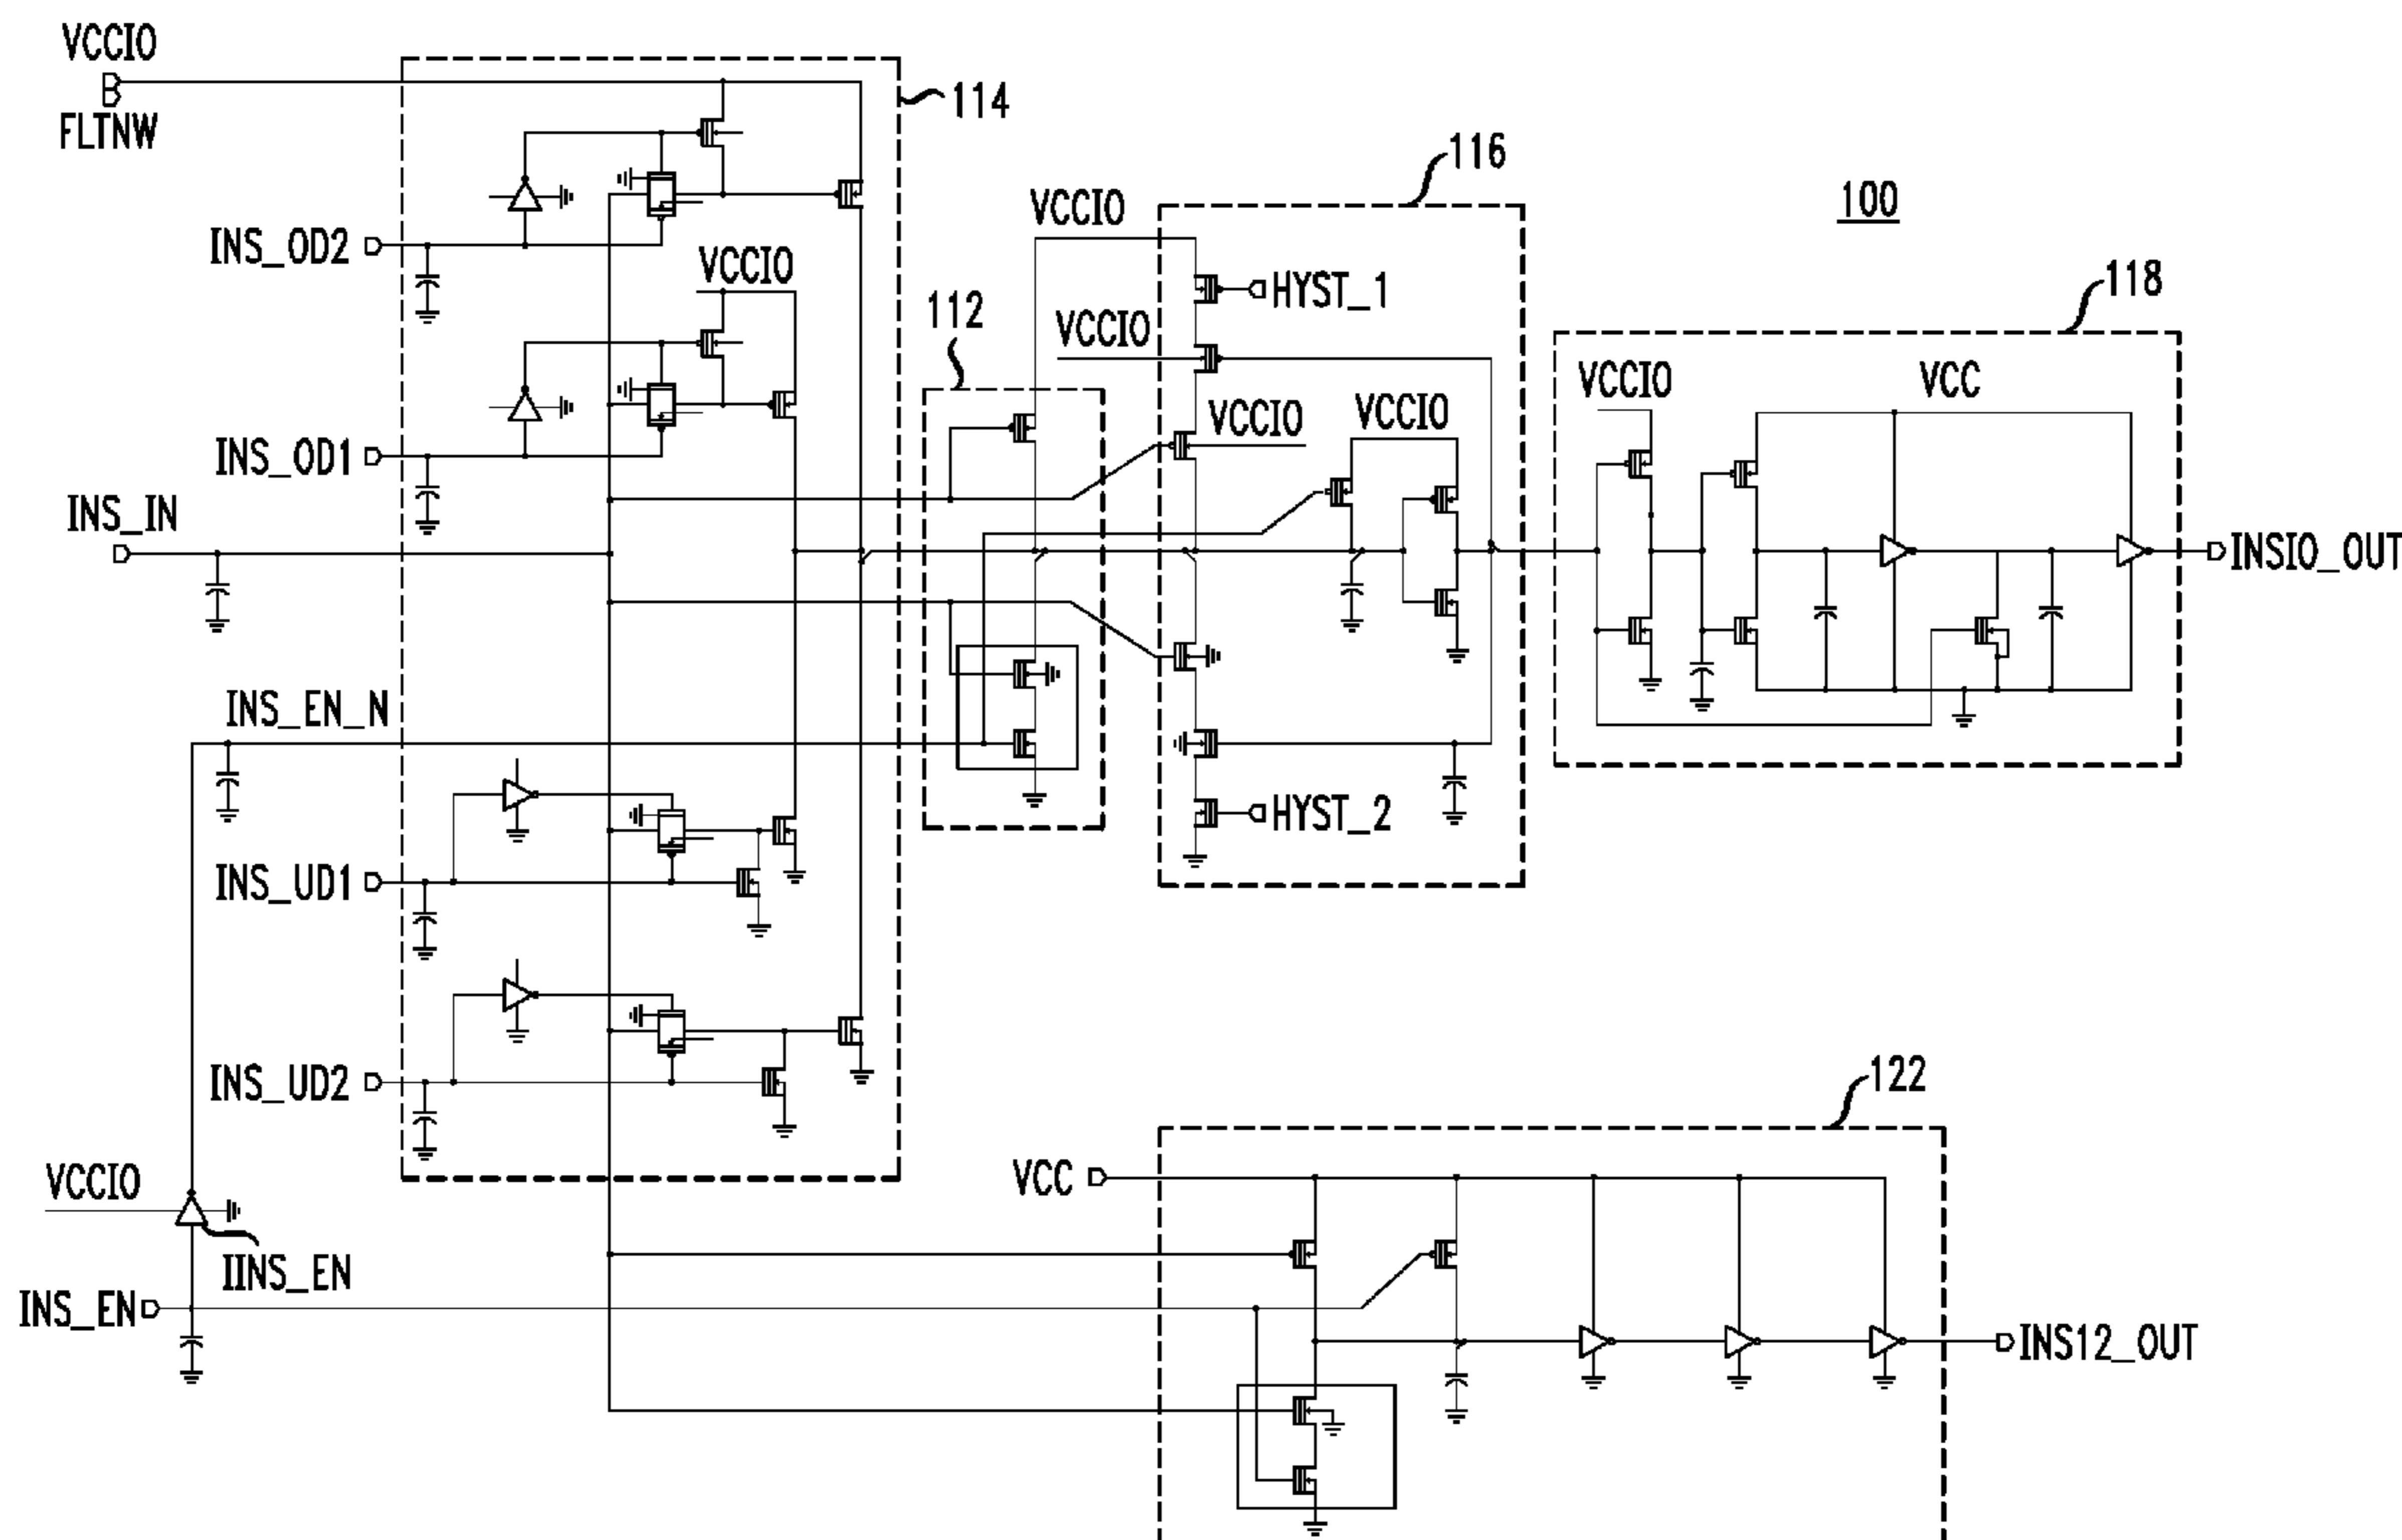 VCCIO
FLTNW
114
116
100
VCCIO
INS_OD2
HYST_1
118
VCCIO
112
VCCIO
VCCIO
VCC
VCCIO
VCCIO
INS_OD1
INS_IN
INSIO_OUT
INS_EN_N
HYST_2
INS_UD1
INS_UD2
122
VCCIO
VCC
IINS_EN
INS_EN
INS12_OUT